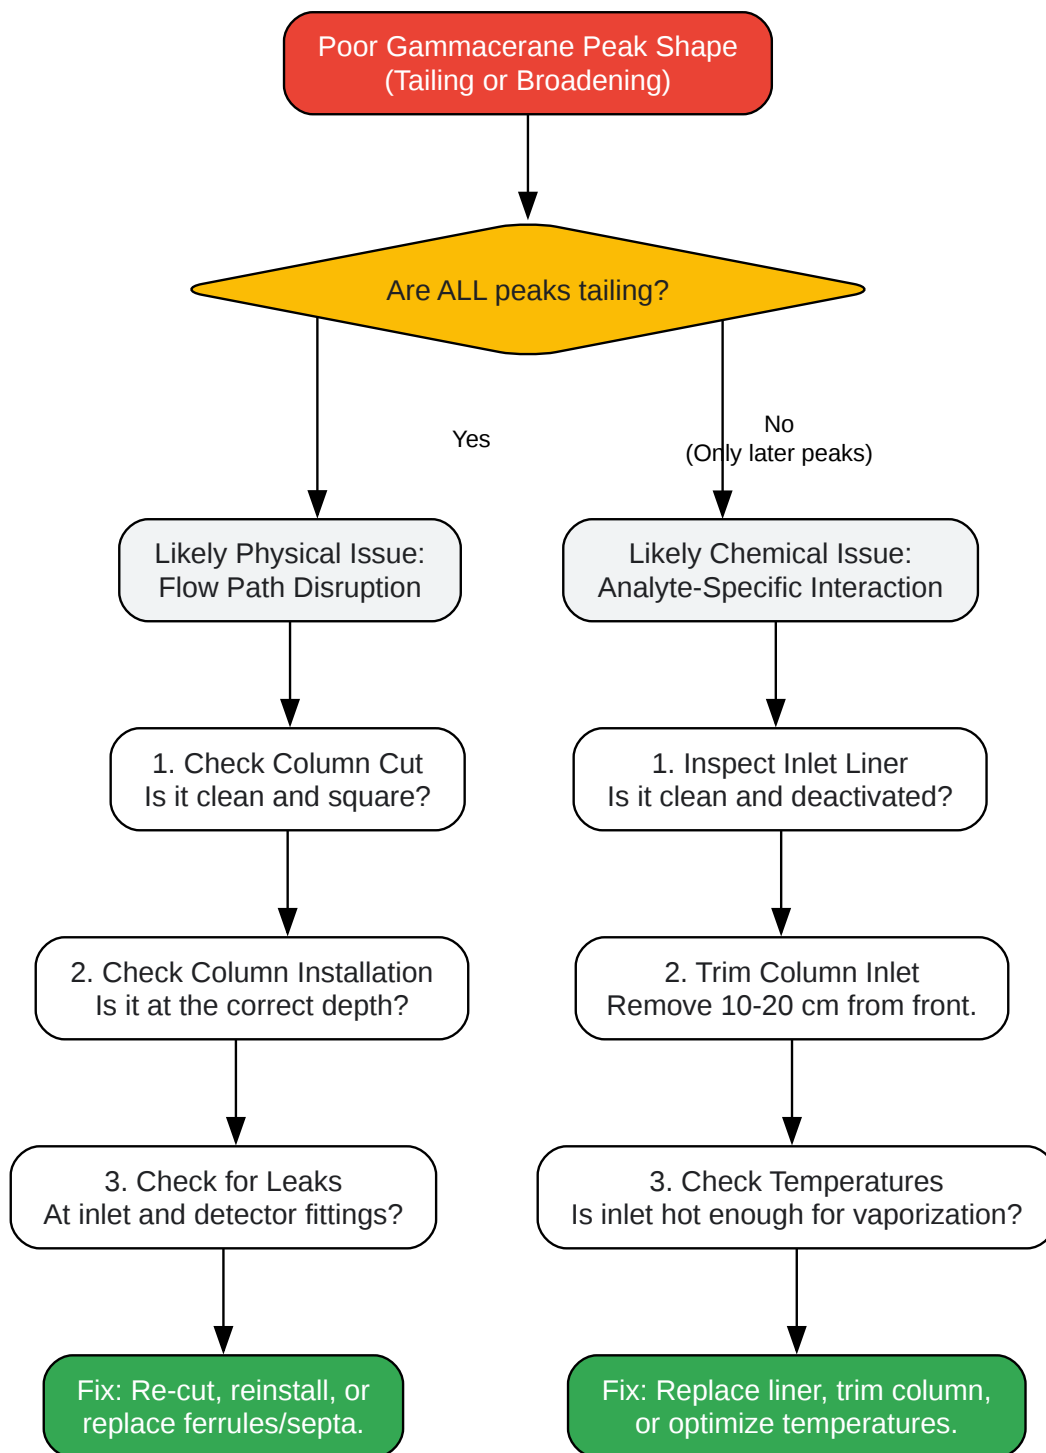 Poor Gammacerane Peak Shape
(Tailing or Broadening)
Are ALL peaks tailing?
Yes
No
(Only later peaks)
Likely Physical Issue:
Flow Path Disruption
Likely Chemical Issue:
Analyte-Specific Interaction
1. Check Column Cut
Is it clean and square?
1. Inspect Inlet Liner
Is it clean and deactivated?
2. Check Column Installation
Is it at the correct depth?
2. Trim Column Inlet
Remove 10-20 cm from front.
3. Check for Leaks
At inlet and detector fittings?
3. Check Temperatures
Is inlet hot enough for vaporization?
Fix: Re-cut, reinstall, or
replace ferrules/septa.
Fix: Replace liner, trim column,
or optimize temperatures.